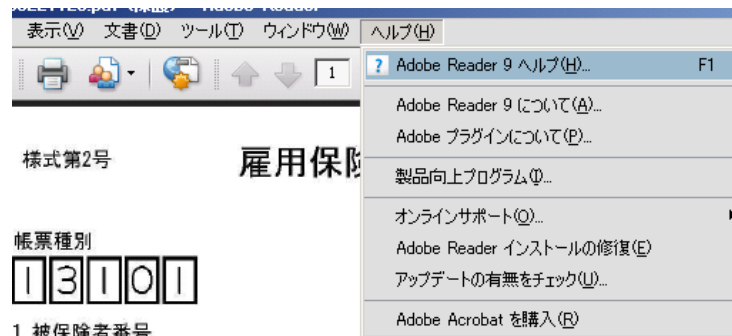 表示(V) 文書(D) ツール(T) ウィンドウ(W) ヘルプ(H)
1
Adobe Reader 9 ヘルプ(H)... F1
Adobe Reader 9 について(A)...
Adobe プラグインについて(P)...
製品向上プログラム(I)...
オンラインサポート(O)...
Adobe Reader インストールの修復(E)
アップデートの有無をチェック(U)...
Adobe Acrobat を購入(R)
様式第2号 雇用保険
帳票種別
13101
1 被保険者番号